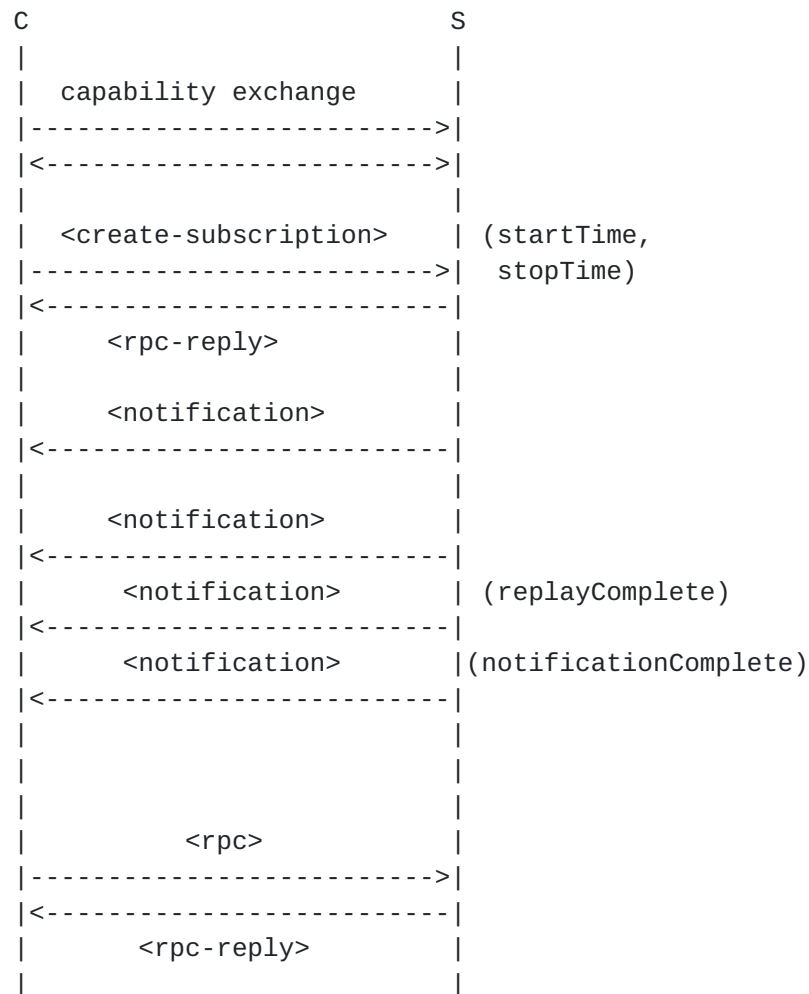 C                           S
|                           |
|  capability exchange      |
|-------------------------->|
|<------------------------->|
|                           |
|  <create-subscription>    | (startTime,
|-------------------------->|  stopTime)
|<--------------------------|
|     <rpc-reply>           |
|                           |
|     <notification>        |
|<--------------------------|
|                           |
|     <notification>        |
|<--------------------------|
|      <notification>       | (replayComplete)
|<--------------------------|
|      <notification>       |(notificationComplete)
|<--------------------------|
|                           |
|                           |
|                           |
|          <rpc>            |
|-------------------------->|
|<--------------------------|
|       <rpc-reply>         |
|                           |